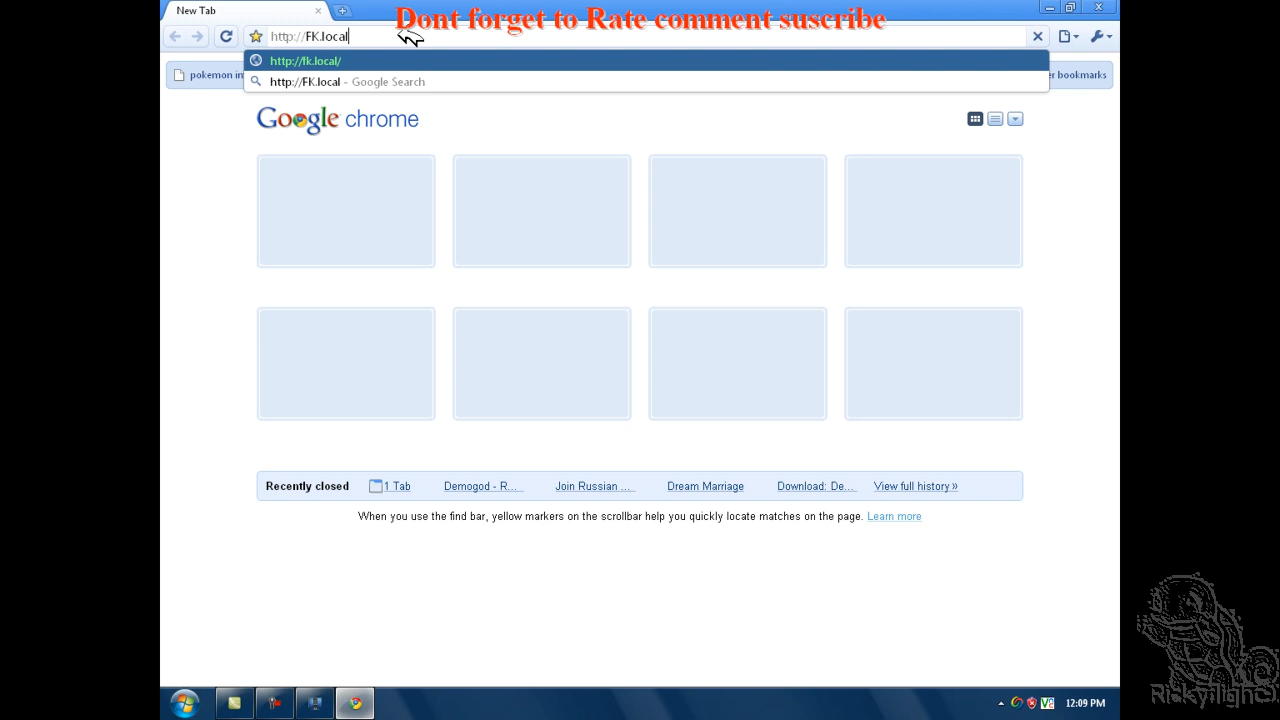 New Tab
Dont forget to Rate comment suscribe
http://FK.local
http://fk.local/
http://FK.local - Google Search
pokemon in
er bookmarks
Google chrome
Recently closed
1 Tab
Demogod - R...
Join Russian ...
Dream Marriage
Download: De...
View full history »
When you use the find bar, yellow markers on the scrollbar help you quickly locate matches on the page. Learn more
12:09 PM